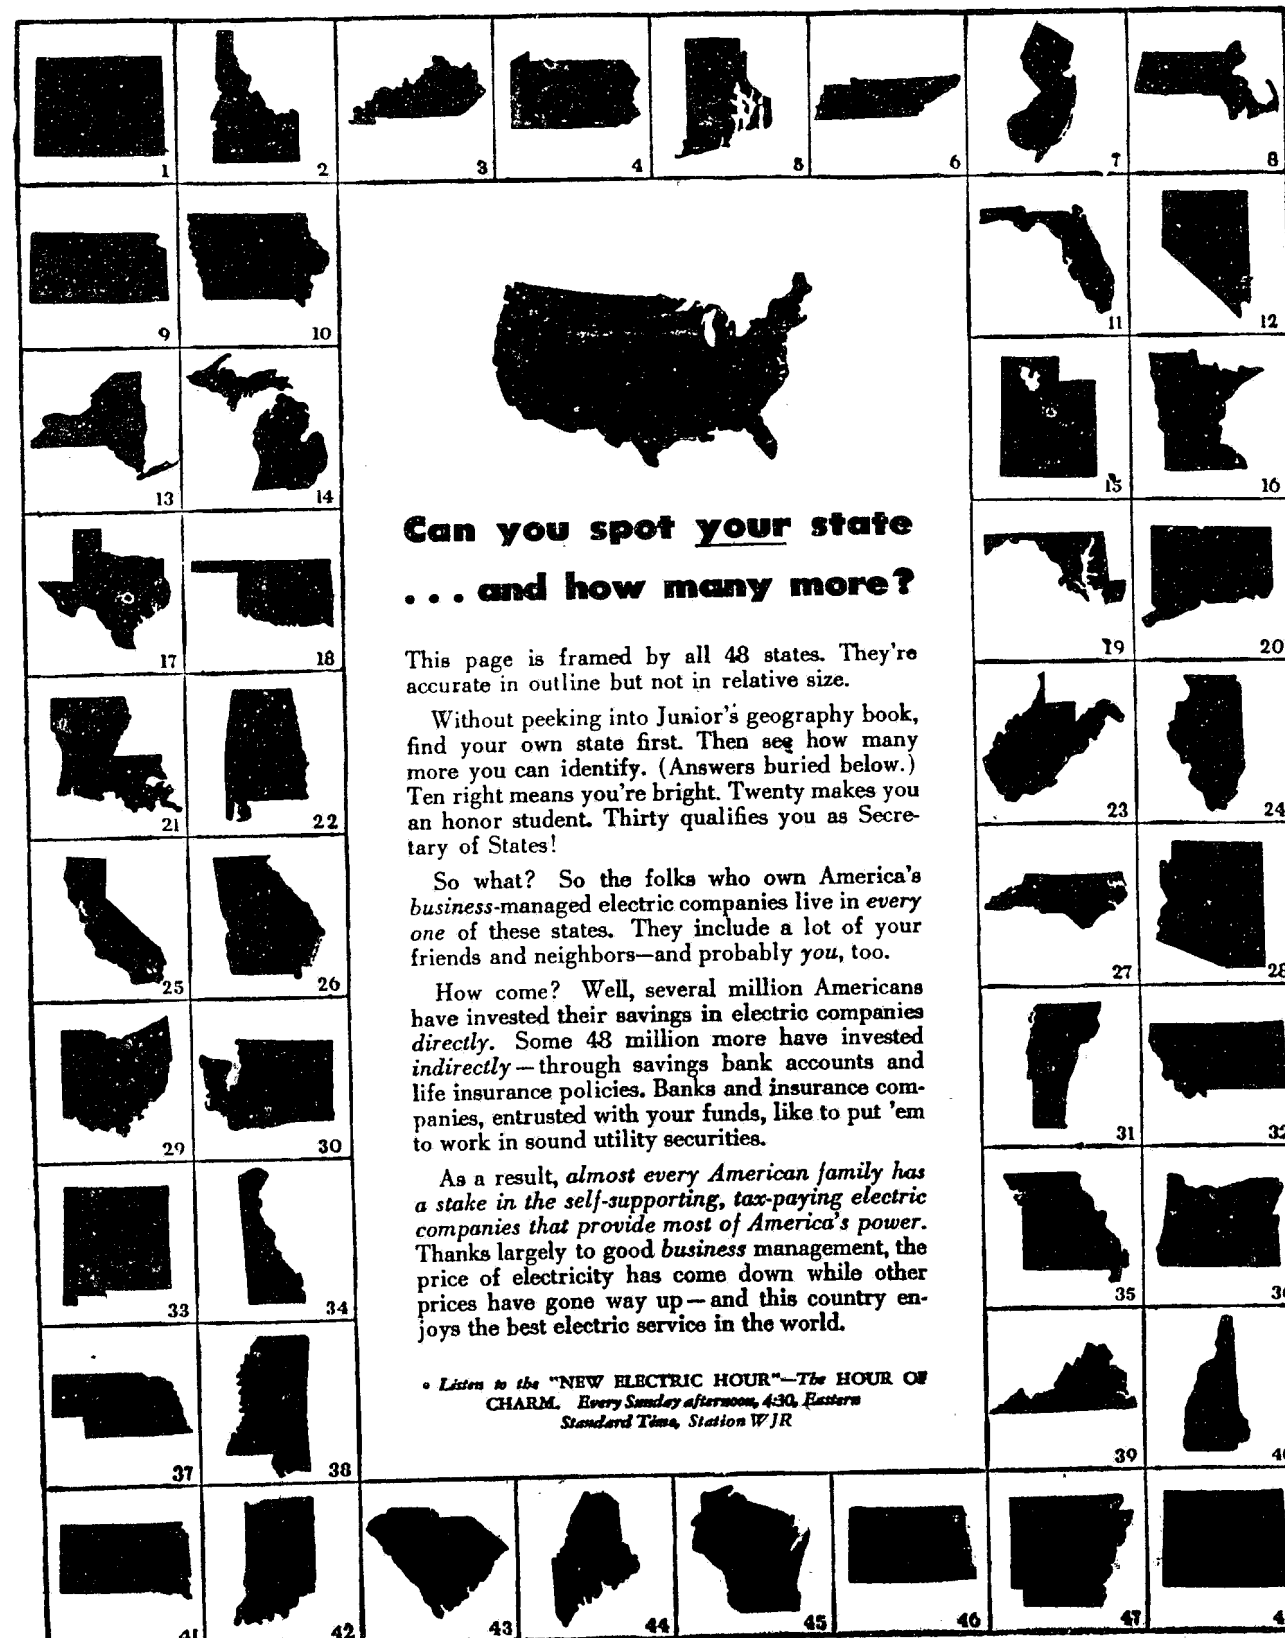 1 2 3 4 5 6 7 8
9 10 11 12
13 14 15 16
Can you spot your state
... and how many more?
17 18 19 20
This page is framed by all 48 states. They're
accurate in outline but not in relative size.
Without peeking into Junior's geography book,
find your own state first. Then see how many
more you can identify. (Answers buried below.)
Ten right means you're bright. Twenty makes you
an honor student. Thirty qualifies you as Secre-
tary of States!
21 22 23 24
So what? So the folks who own America's
business-managed electric companies live in every
one of these states. They include a lot of your
friends and neighbors—and probably you, too.
25 26 27 28
How come? Well, several million Americans
have invested their savings in electric companies
directly. Some 48 million more have invested
indirectly—through savings bank accounts and
life insurance policies. Banks and insurance com-
panies, entrusted with your funds, like to put 'em
to work in sound utility securities.
29 30 31 32
As a result, almost every American family has
a stake in the self-supporting, tax-paying electric
companies that provide most of America's power.
Thanks largely to good business management, the
price of electricity has come down while other
prices have gone way up—and this country en-
joys the best electric service in the world.
33 34 35 3
• Listen to the "NEW ELECTRIC HOUR"—The HOUR OF
CHARM. Every Sunday afternoon, 4:30, Eastern
Standard Time, Station WJR
37 38 39 4
41 42 43 44 45 46 47 4